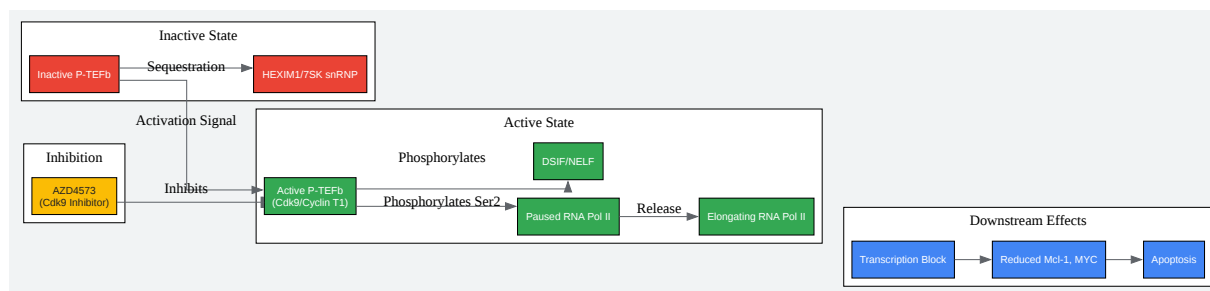 Inactive State
Inactive P-TEFb
Sequestration
HEXIM1/7SK snRNP
Activation Signal
Inhibition
AZD4573
(Cdk9 Inhibitor)
Inhibits
Active State
Active P-TEFb
(Cdk9/Cyclin T1)
Phosphorylates
DSIF/NELF
Phosphorylates Ser2
Paused RNA Pol II
Release
Elongating RNA Pol II
Downstream Effects
Transcription Block
Reduced Mcl-1, MYC
Apoptosis